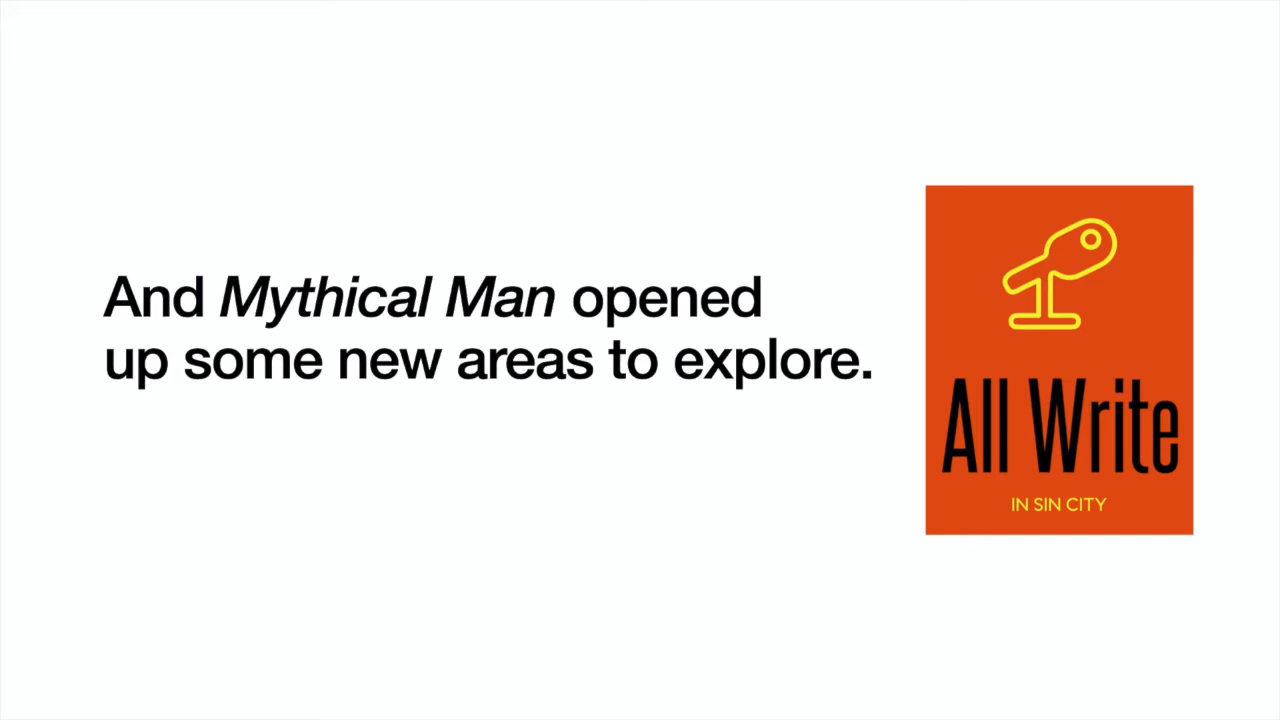 And Mythical Man opened
up some new areas to explore.
All Write
IN SIN CITY